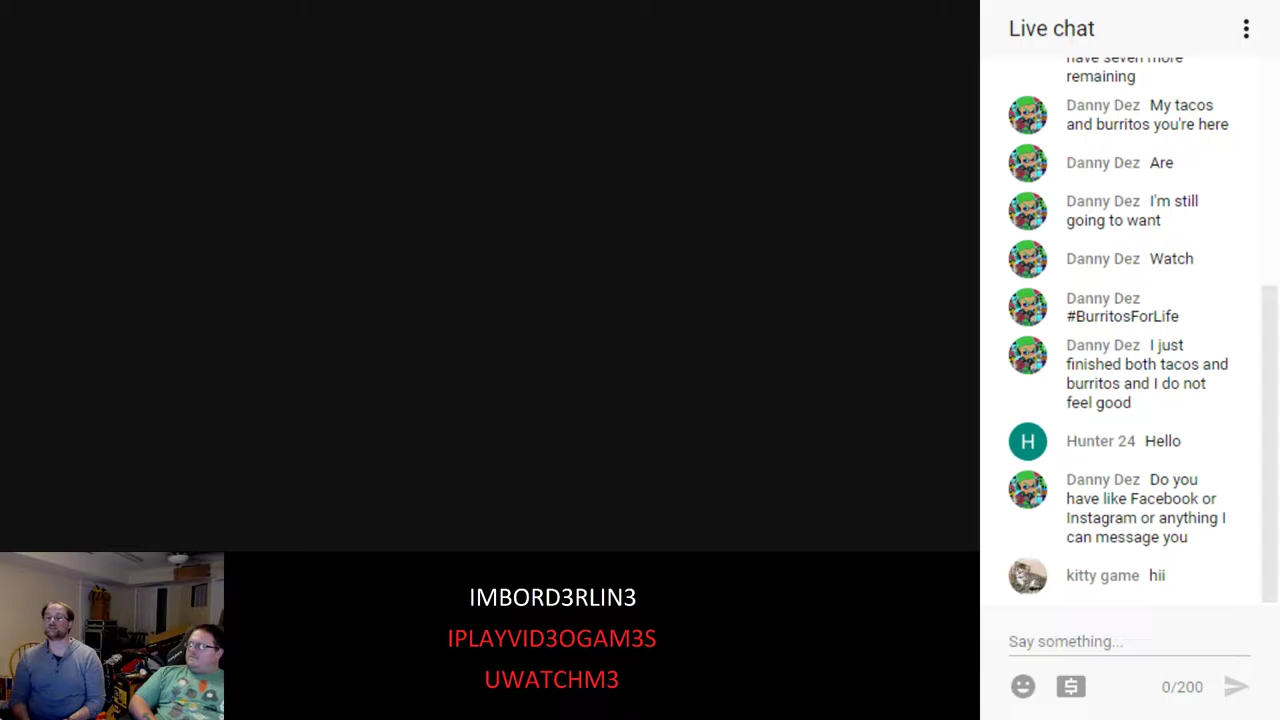 Live chat
have seven more
remaining
Danny Dez My tacos
and burritos you're here
Danny Dez Are
Danny Dez I'm still
going to want
Danny Dez Watch
Danny Dez
#BurritosForLife
Danny Dez I just
finished both tacos and
burritos and I do not
feel good
H
Hunter 24 Hello
Danny Dez Do you
have like Facebook or
Instagram or anything I
can message you
kitty game hii
Say something...
0/200
IMBORD3RLIN3
IPLAYVID3OGAM3S
UWATCHM3